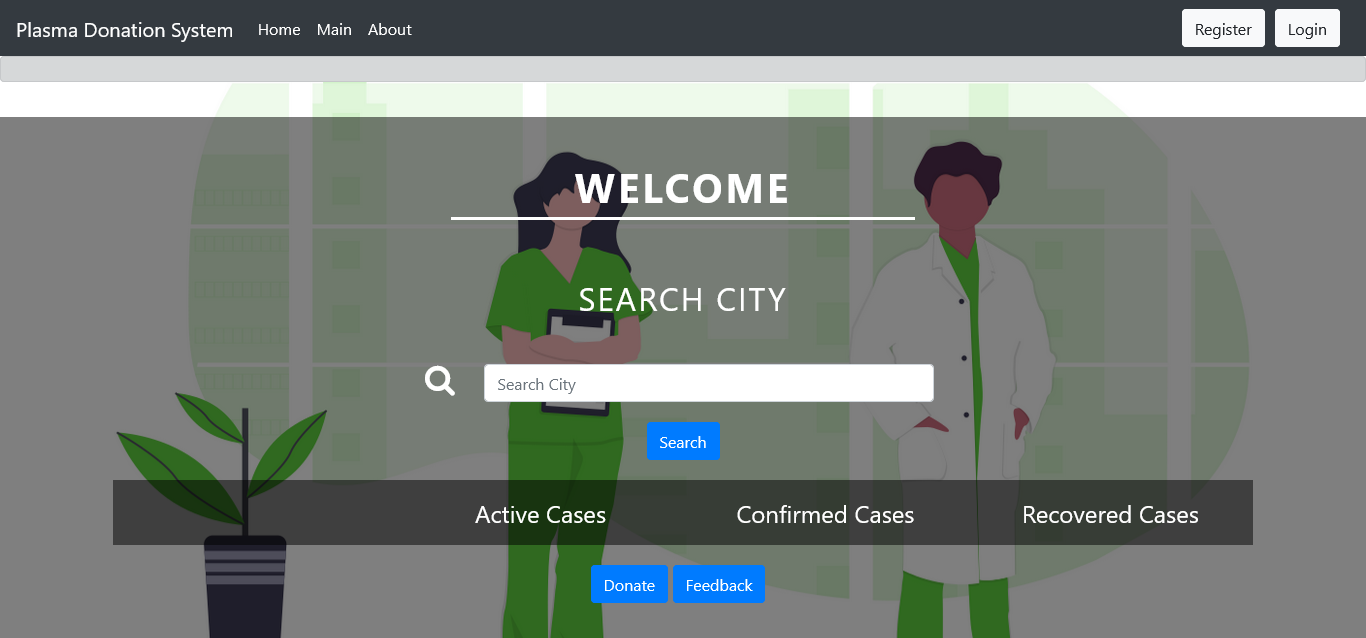 Plasma Donation System Home Main About Register Login
WELCOME
SEARCH CITY
Search City
Search
Active Cases Confirmed Cases Recovered Cases
Donate Feedback